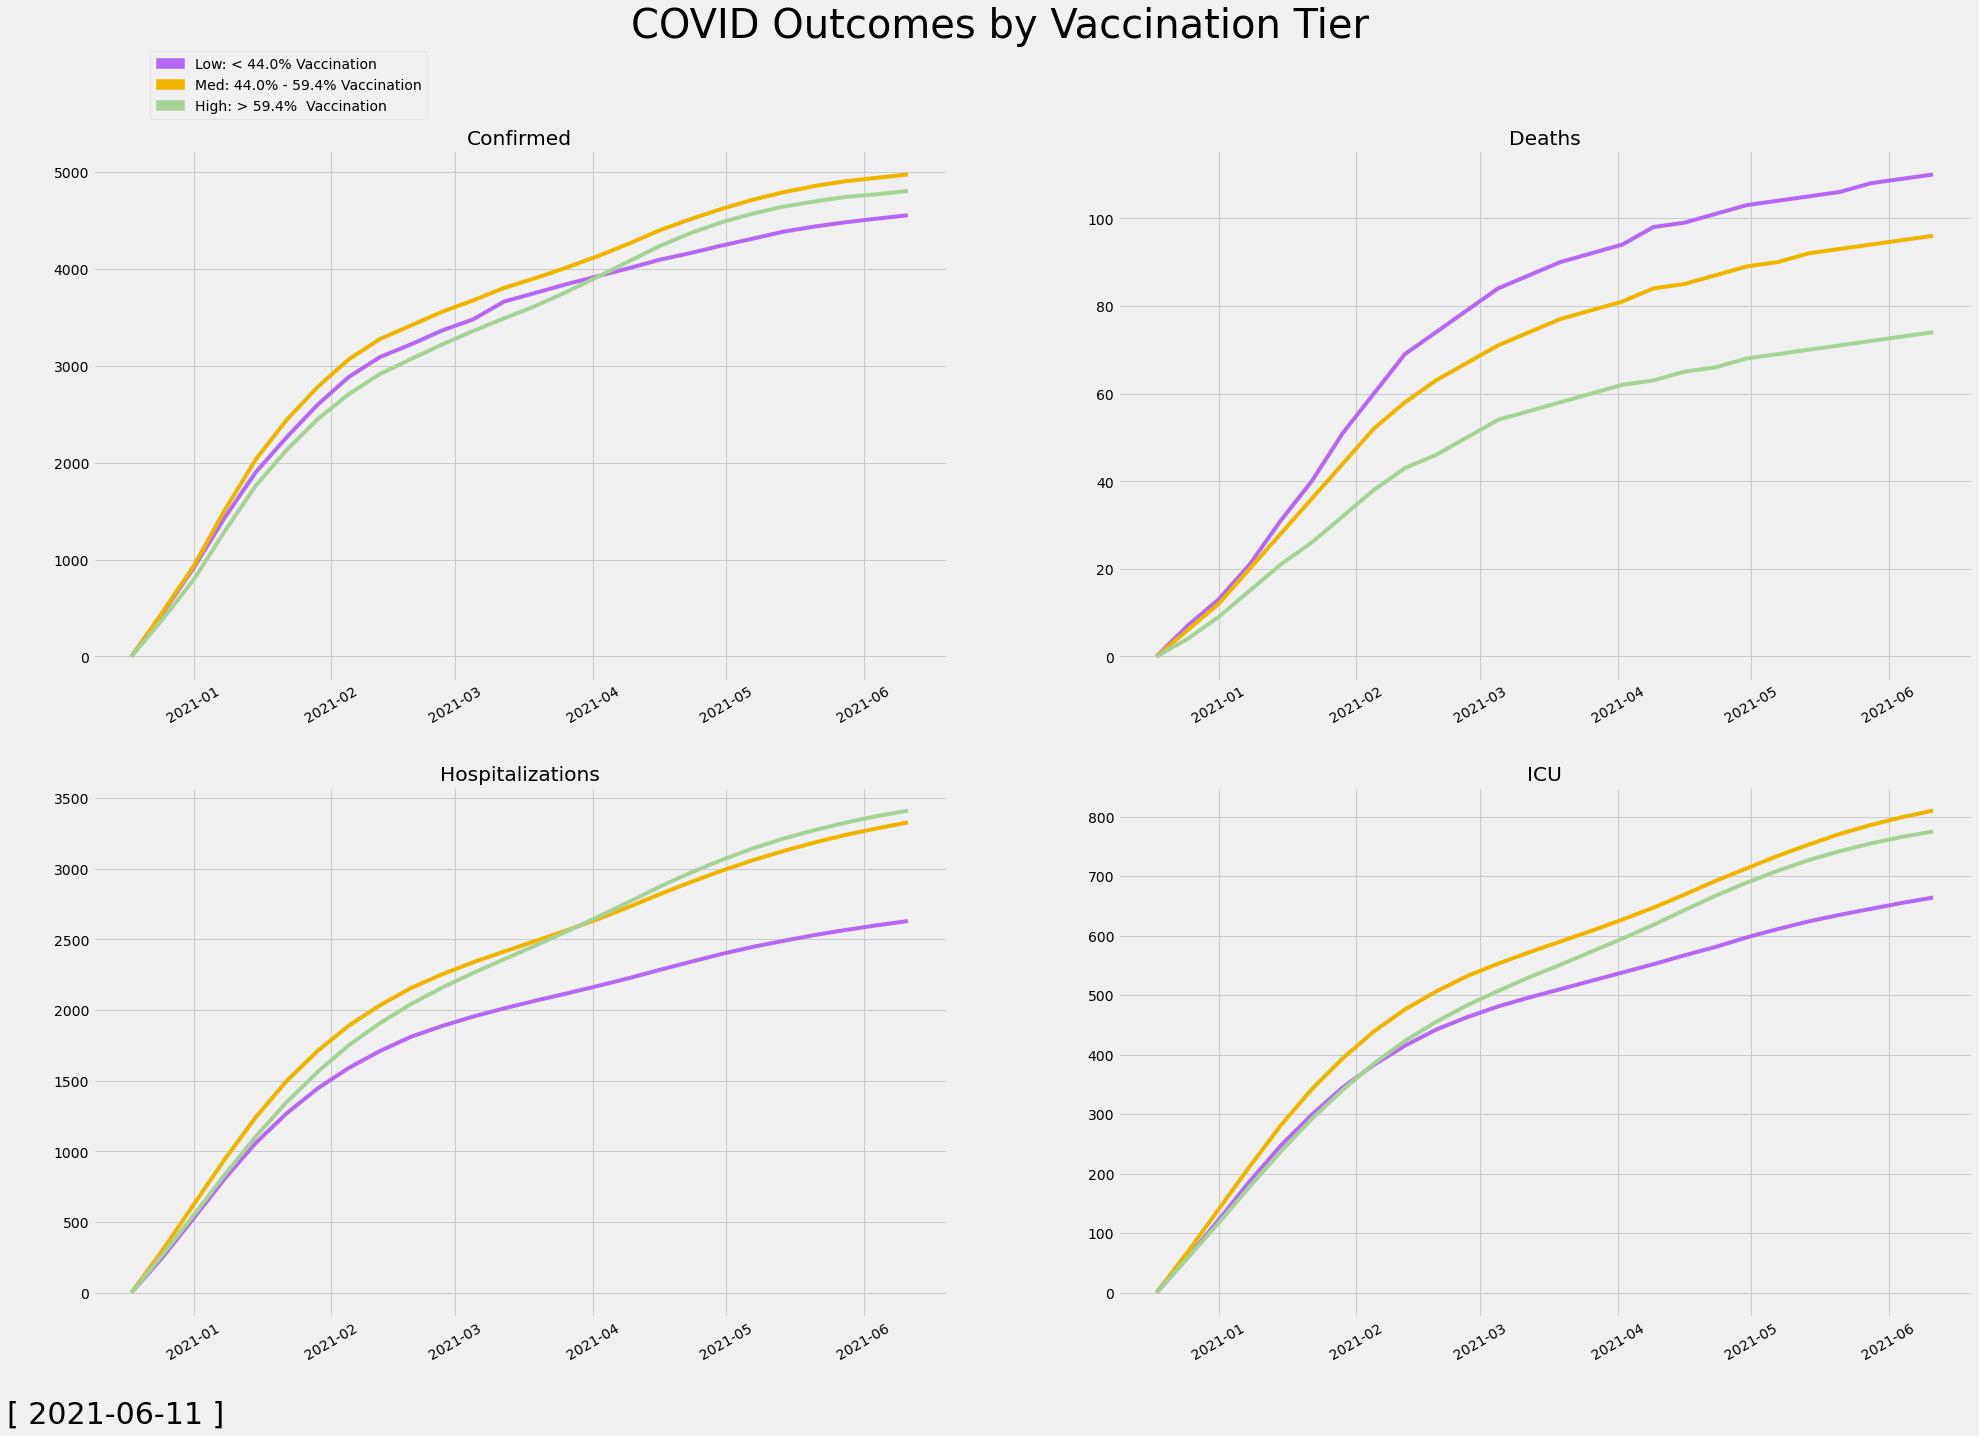 COVID Outcomes by Vaccination Tier
Low: < 44.0% Vaccination
Med: 44.0% - 59.4% Vaccination
High: > 59.4%  Vaccination
Confirmed
5000
4000
3000
2000
1000
0
2021-01 2021-02 2021-03 2021-04 2021-05 2021-06
Deaths
100
80
60
40
20
0
2021-01 2021-02 2021-03 2021-04 2021-05 2021-06
Hospitalizations
3500
3000
2500
2000
1500
1000
500
0
2021-01 2021-02 2021-03 2021-04 2021-05 2021-06
ICU
800
700
600
500
400
300
200
100
0
2021-01 2021-02 2021-03 2021-04 2021-05 2021-06
[ 2021-06-11 ]